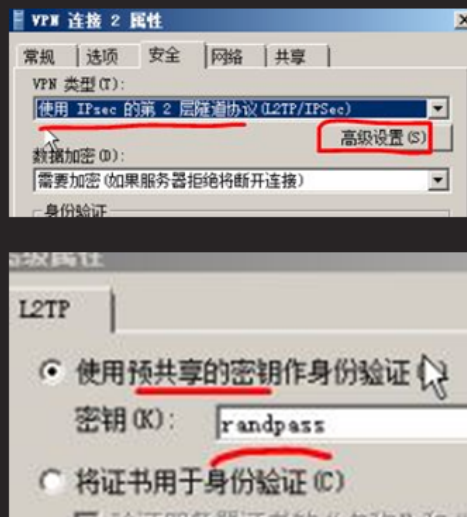 VPN 连接 2 属性
常规 选项 安全 网络 共享
VPN 类型(T):
使用 IPsec 的第 2 层隧道协议(L2TP/IPSec)
高级设置(S)
数据加密(D):
需要加密(如果服务器拒绝将断开连接)
身份验证
高级属性
L2TP
使用预共享的密钥作身份验证
密钥(K): randpass
将证书用于身份验证(C)